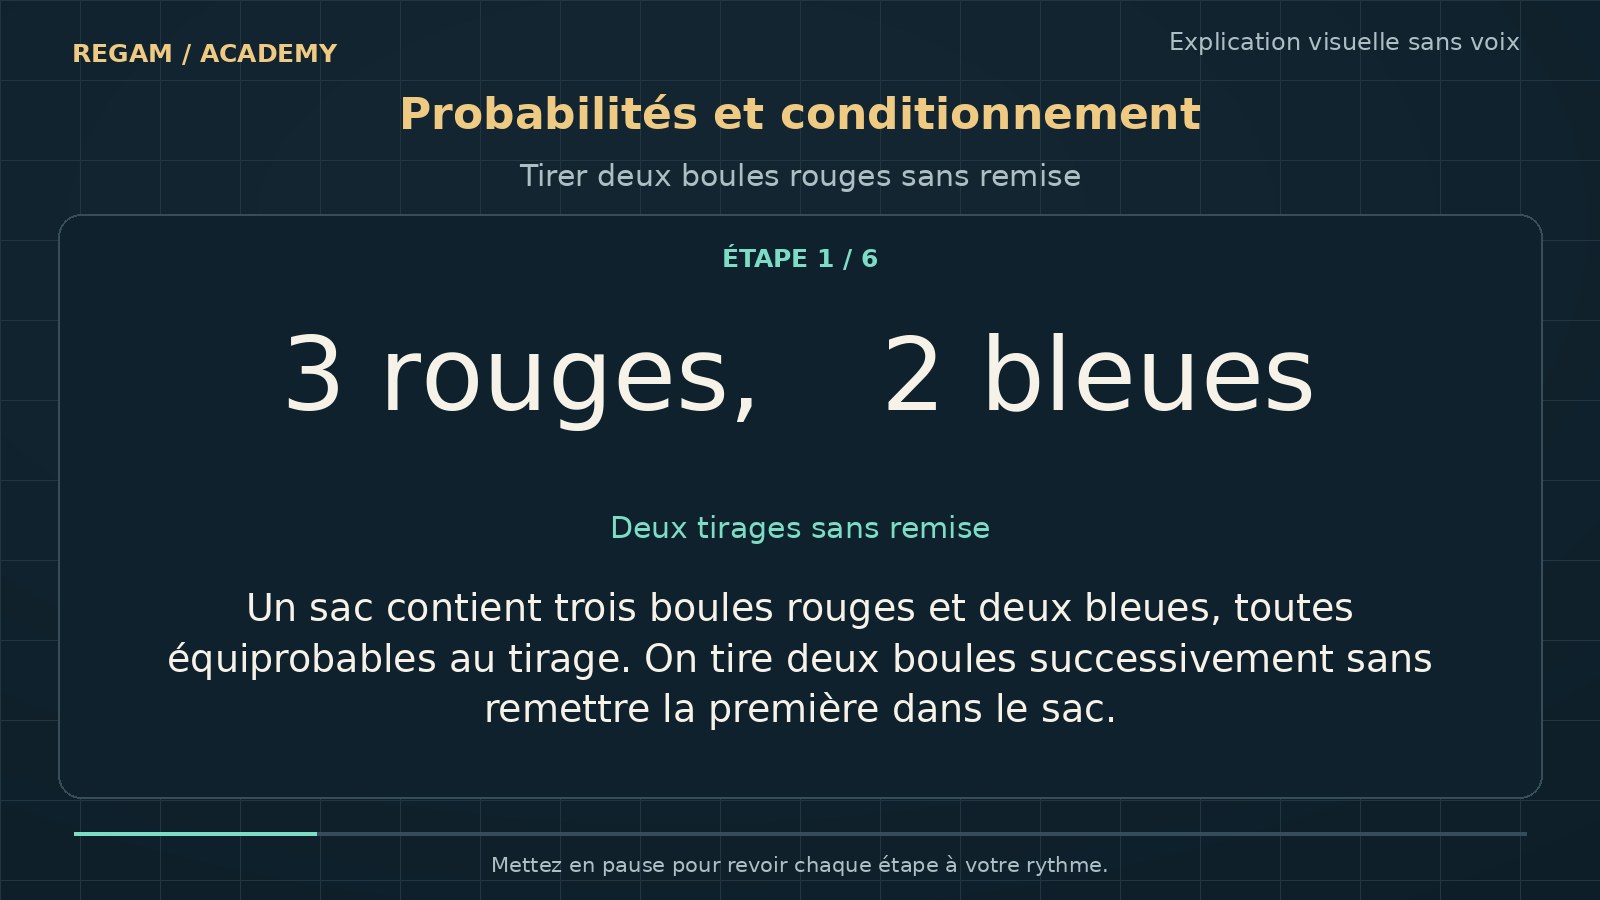 REGAM / ACADEMY
Explication visuelle sans voix
Probabilités et conditionnement
Tirer deux boules rouges sans remise
ÉTAPE 1 / 6
3 rouges, 2 bleues
Deux tirages sans remise
Un sac contient trois boules rouges et deux bleues, toutes
équiprobables au tirage. On tire deux boules successivement sans
remettre la première dans le sac.
Mettez en pause pour revoir chaque étape à votre rythme.